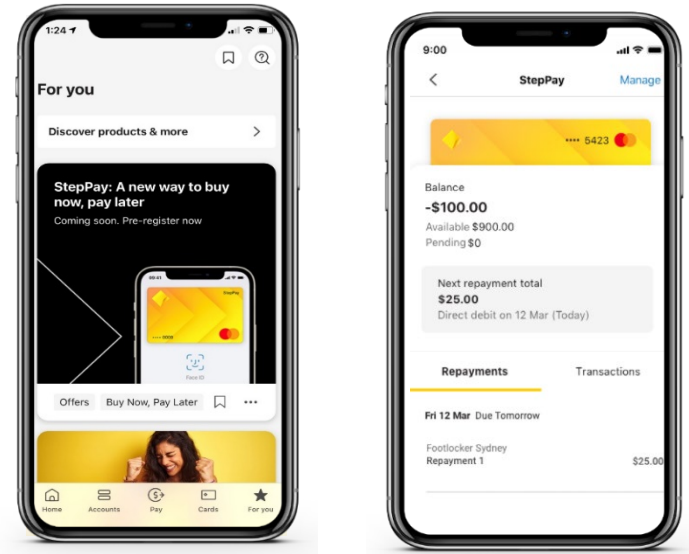 1:24
For you
Discover products & more
StepPay: A new way to buy
now, pay later
Coming soon. Pre-register now
StepPay
Face ID
Offers Buy Now, Pay Later
Home Accounts Pay Cards For you
9:00
StepPay Manage
•••• 5423
Balance
-$100.00
Available $900.00
Pending $0
Next repayment total
$25.00
Direct debit on 12 Mar (Today)
Repayments Transactions
Fri 12 Mar Due Tomorrow
Footlocker Sydney
Repayment 1 $25.00